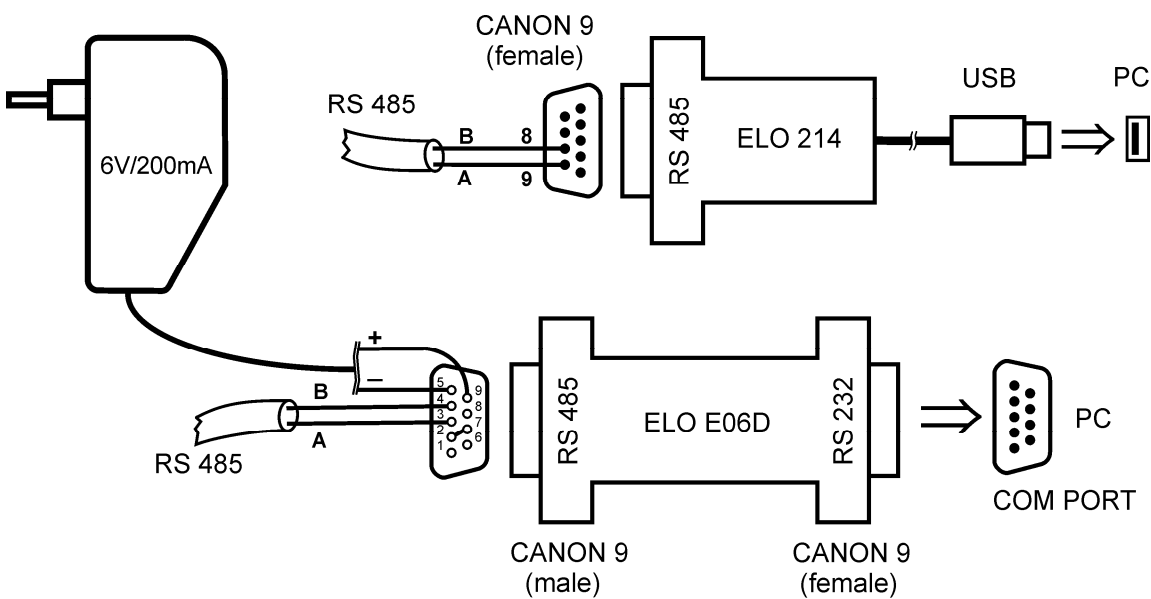 CANON 9
(female)
USB
PC
RS 485
B
8
A
9
RS 485
ELO 214
6V/200mA
+
–
5
4
3
2
1
9
8
7
6
B
A
RS 485
RS 485
ELO E06D
RS 232
PC
COM PORT
CANON 9
(male)
CANON 9
(female)